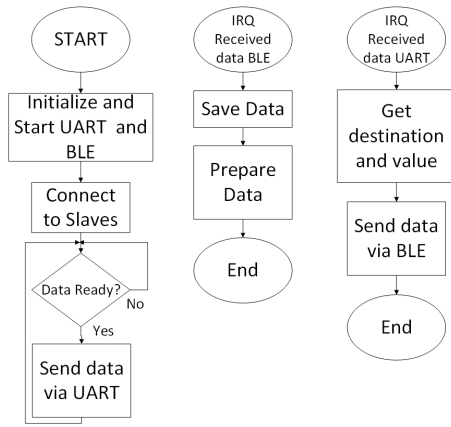 START
Initialize and
Start UART and
BLE
Connect
to Slaves
Data Ready?
No
Yes
Send data
via UART
IRQ
Received
data BLE
Save Data
Prepare
Data
End
IRQ
Received
data UART
Get
destination
and value
Send data
via BLE
End